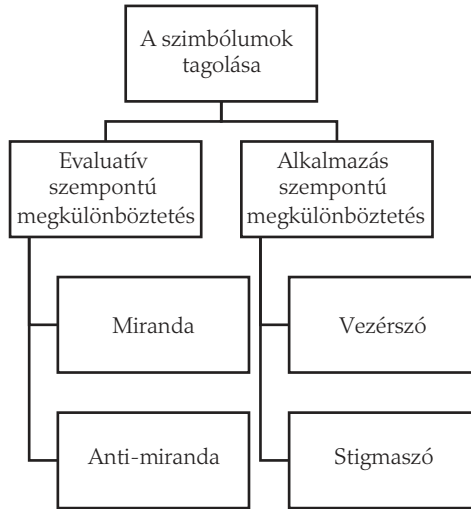 A szimbólumok
tagolása
Evaluatív
szempontú
megkülönböztetés
Alkalmazás
szempontú
megkülönböztetés
Miranda
Vezérszó
Anti-miranda
Stigmaszó